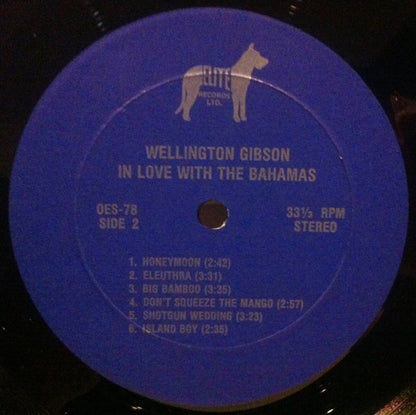 ELITE
RECORDS
LTD.
WELLINGTON GIBSON
IN LOVE WITH THE BAHAMAS
OES-78
SIDE 2
33⅓ RPM
STEREO
1. HONEYMOON (2:42)
2. ELEUTHRA (3:31)
3. BIG BAMBOO (3:35)
4. DON'T SQUEEZE THE MANGO (2:57)
5. SHOTGUN WEDDING (3:23)
6. ISLAND BOY (2:35)